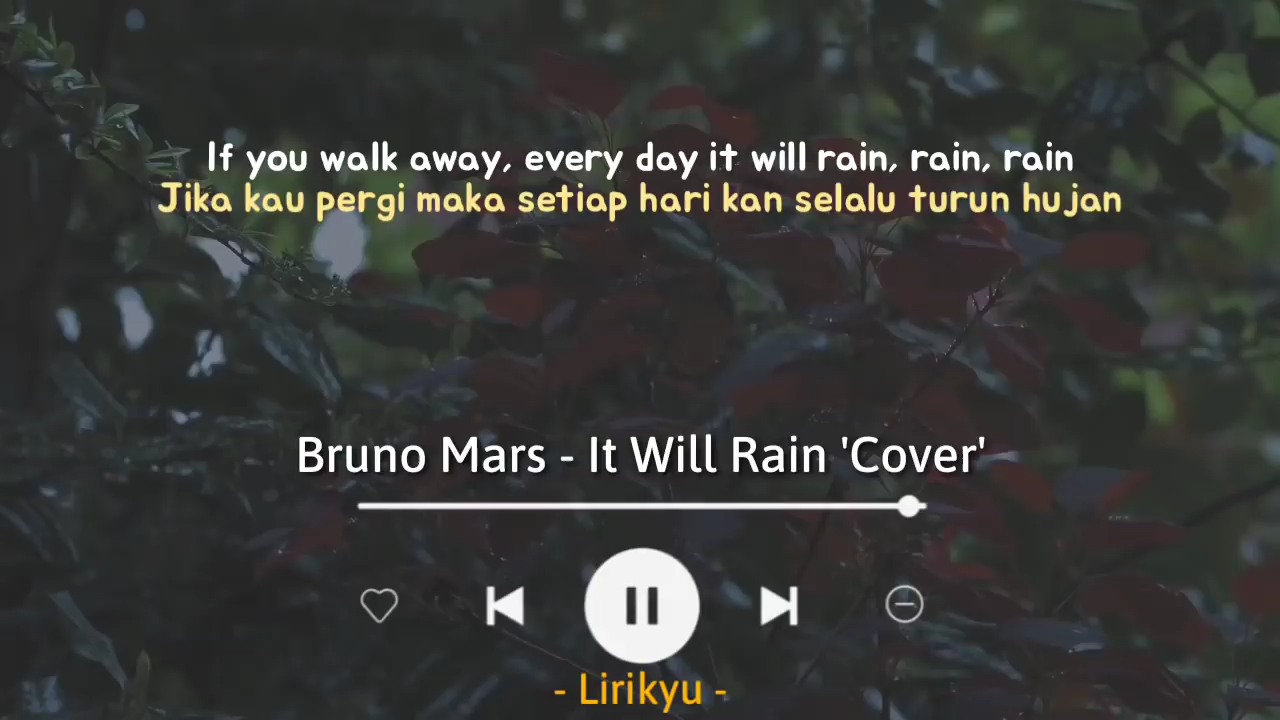 If you walk away, every day it will rain, rain, rain
Jika kau pergi maka setiap hari kan selalu turun hujan
Bruno Mars - It Will Rain 'Cover'
- Lirikyu -